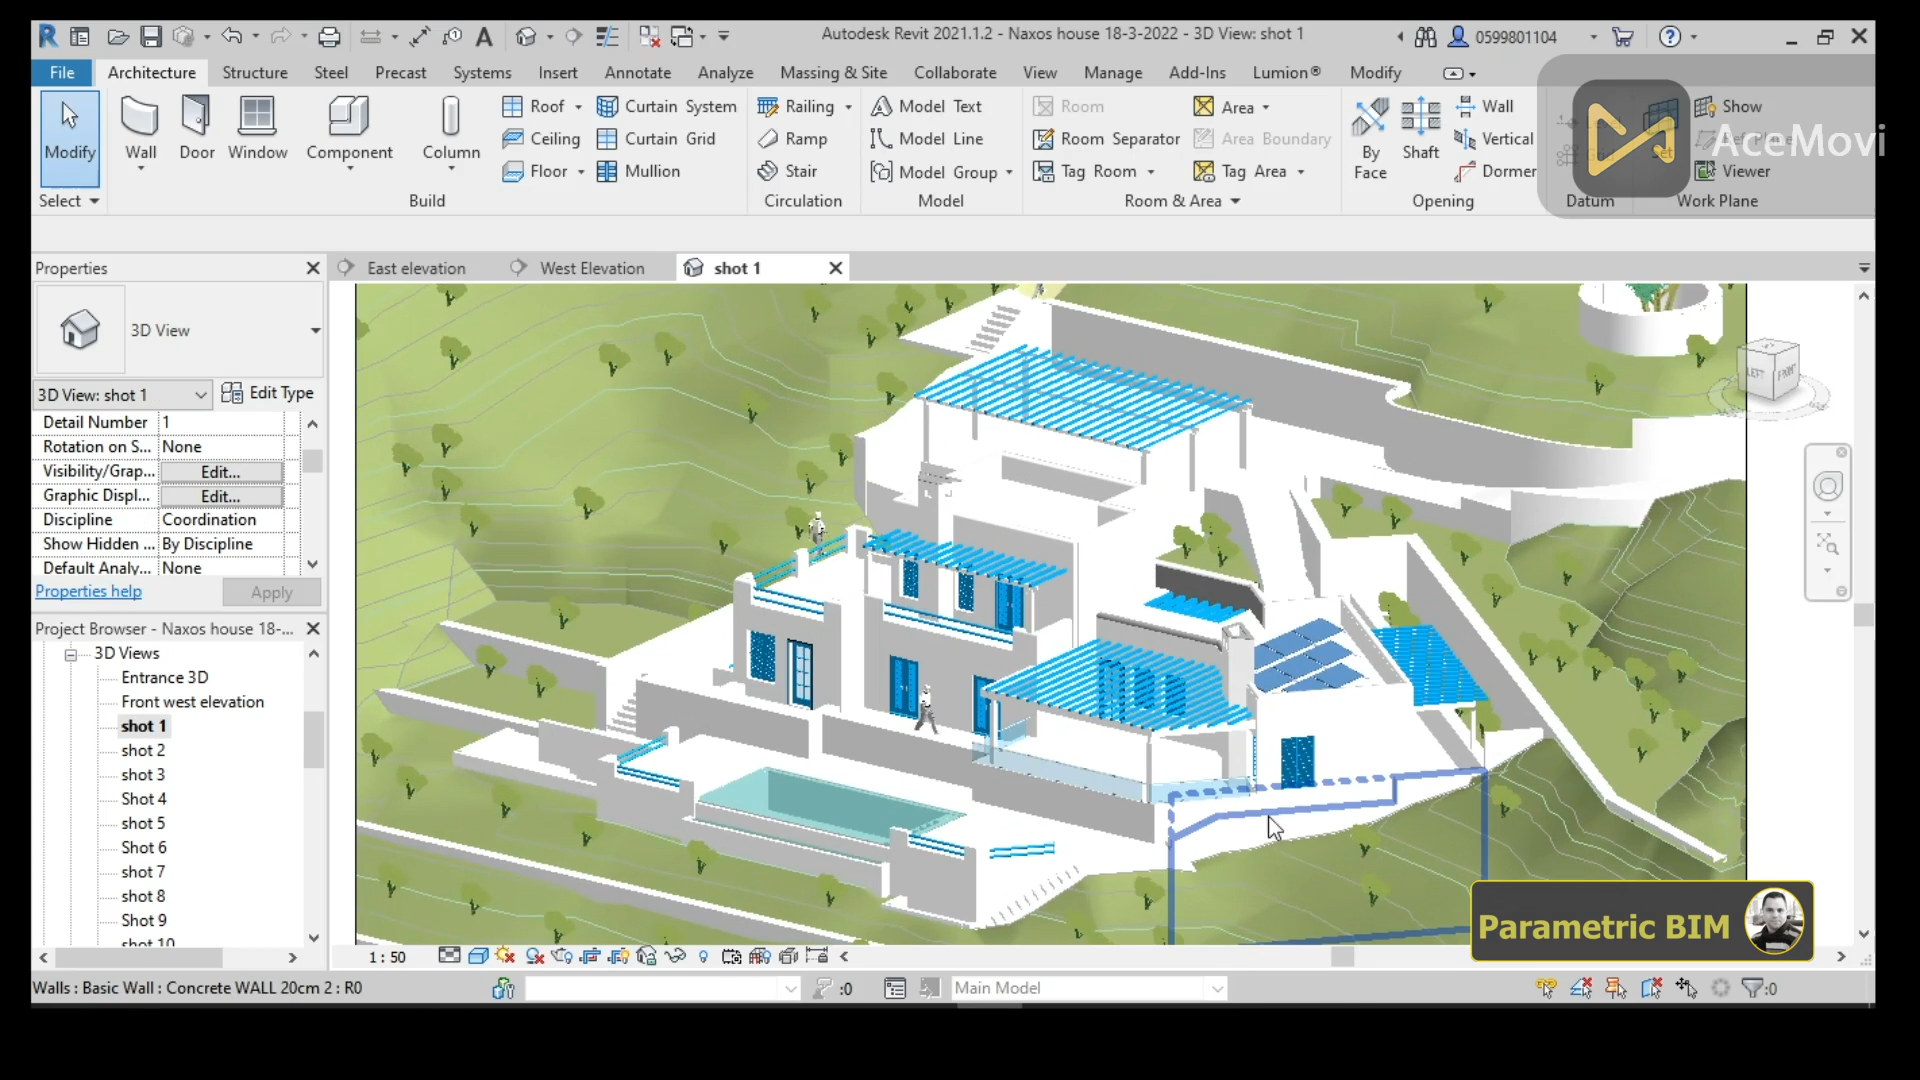 Autodesk Revit 2021.1.2 - Naxos house 18-3-2022 - 3D View: shot 1
0599801104
File Architecture Structure Steel Precast Systems Insert Annotate Analyze Massing & Site Collaborate View Manage Add-Ins Lumion® Modify
Modify
Wall
Door
Window
Component
Column
Roof
Ceiling
Floor
Curtain System
Curtain Grid
Mullion
Railing
Ramp
Stair
Model Text
Model Line
Model Group
Room
Room Separator
Tag Room
Area
Area Boundary
Tag Area
By Face
Shaft
Wall
Vertical
Dormer
Set
Show
Viewer
AceMovi
Select
Build
Circulation
Model
Room & Area
Opening
Datum
Work Plane
Properties
East elevation
West Elevation
shot 1
3D View
3D View: shot 1
Edit Type
Detail Number 1
Rotation on S... None
Visibility/Grap... Edit...
Graphic Displ... Edit...
Discipline Coordination
Show Hidden ... By Discipline
Default Analy... None
Properties help
Apply
Project Browser - Naxos house 18-...
3D Views
Entrance 3D
Front west elevation
shot 1
shot 2
shot 3
Shot 4
shot 5
Shot 6
shot 7
shot 8
Shot 9
shot 10
LEFT FRONT
Parametric BIM
1 : 50
Walls : Basic Wall : Concrete WALL 20cm 2 : R0
:0
Main Model
:0